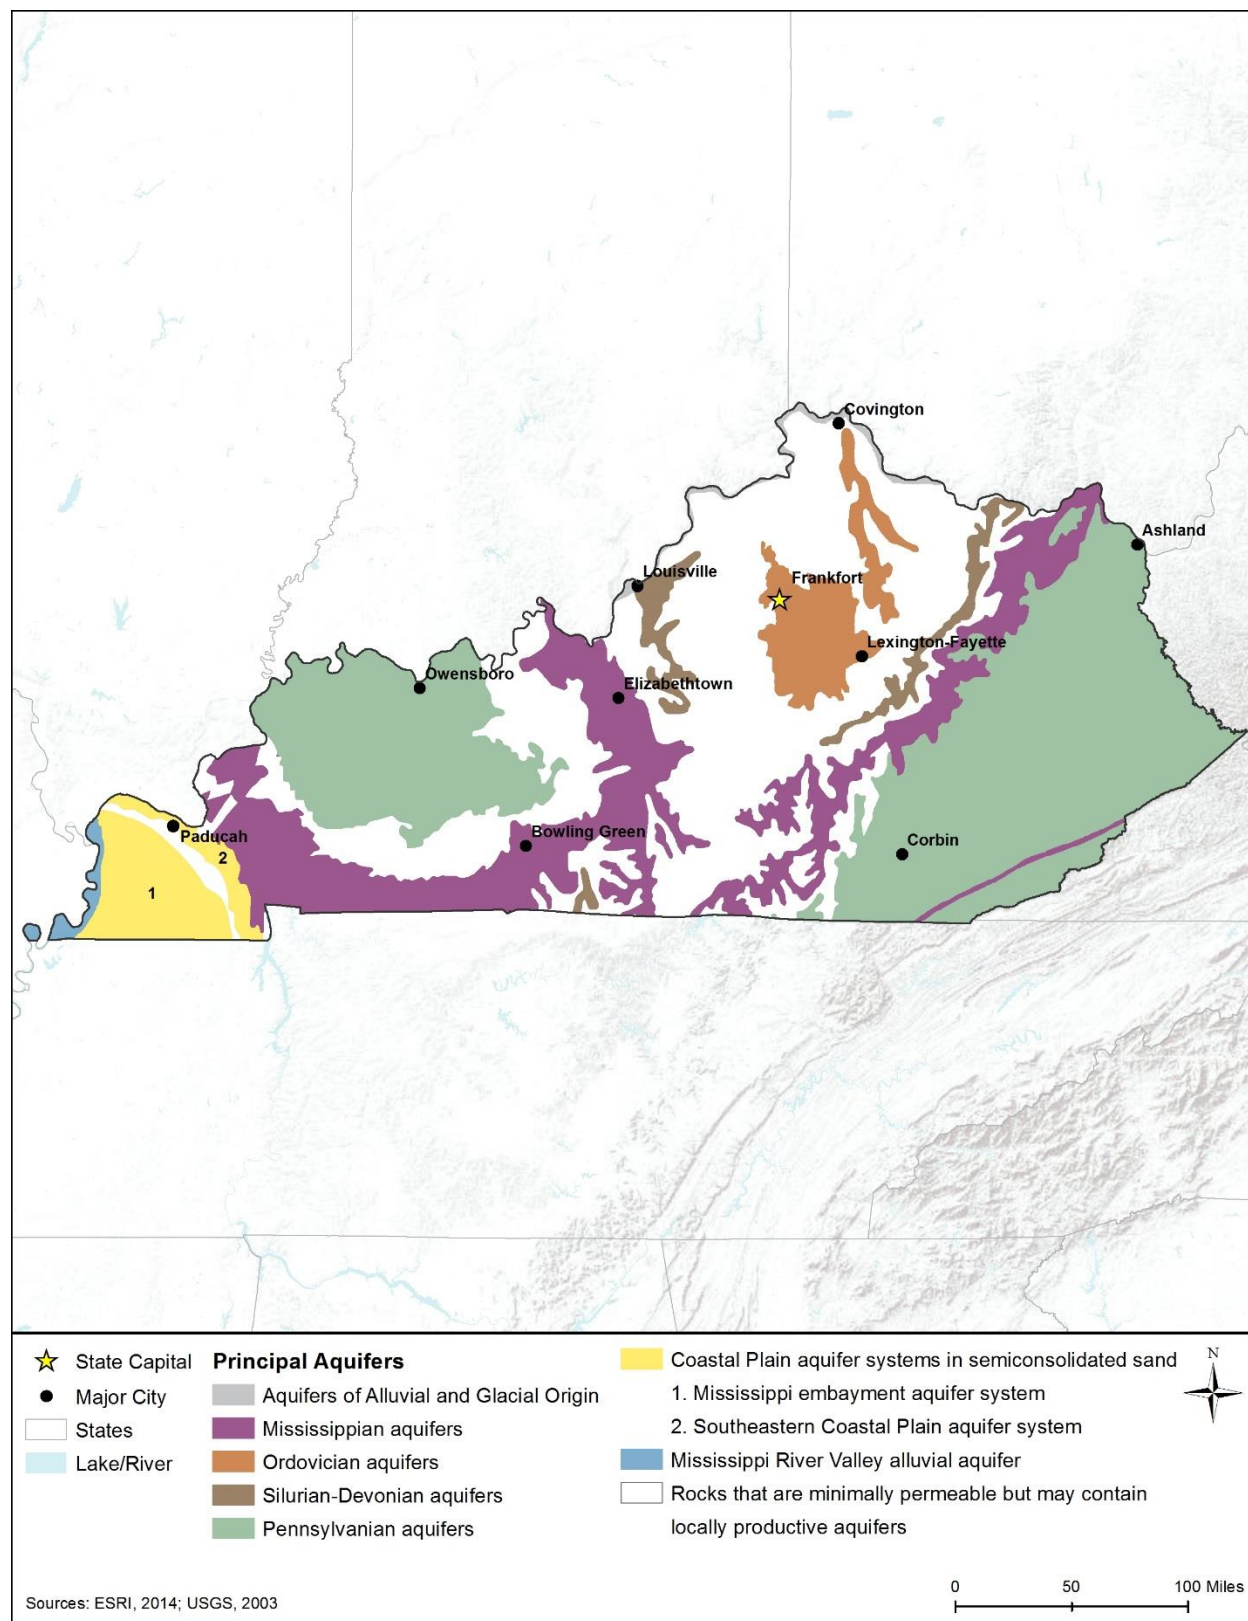 Covington
Ashland
Louisville
Frankfort
Lexington-Fayette
Owensboro
Elizabethtown
Paducah
Bowling Green
2
Corbin
1
State Capital
Major City
States
Lake/River
Principal Aquifers
Aquifers of Alluvial and Glacial Origin
Mississippian aquifers
Ordovician aquifers
Silurian-Devonian aquifers
Pennsylvanian aquifers
Coastal Plain aquifer systems in semiconsolidated sand
1. Mississippi embayment aquifer system
2. Southeastern Coastal Plain aquifer system
Mississippi River Valley alluvial aquifer
Rocks that are minimally permeable but may contain
locally productive aquifers
N
Sources: ESRI, 2014; USGS, 2003
0 50 100 Miles